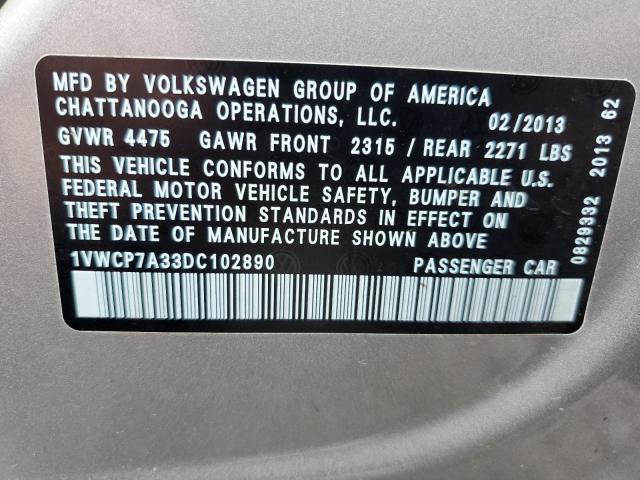 MFD BY VOLKSWAGEN GROUP OF AMERICA
CHATTANOOGA OPERATIONS, LLC. 02/2013
GVWR 4475 GAWR FRONT 2315 / REAR 2271 LBS
THIS VEHICLE CONFORMS TO ALL APPLICABLE U.S.
FEDERAL MOTOR VEHICLE SAFETY, BUMPER AND
THEFT PREVENTION STANDARDS IN EFFECT ON
THE DATE OF MANUFACTURE SHOWN ABOVE
1VWCP7A33DC102890 PASSENGER CAR
0829332 2013 62